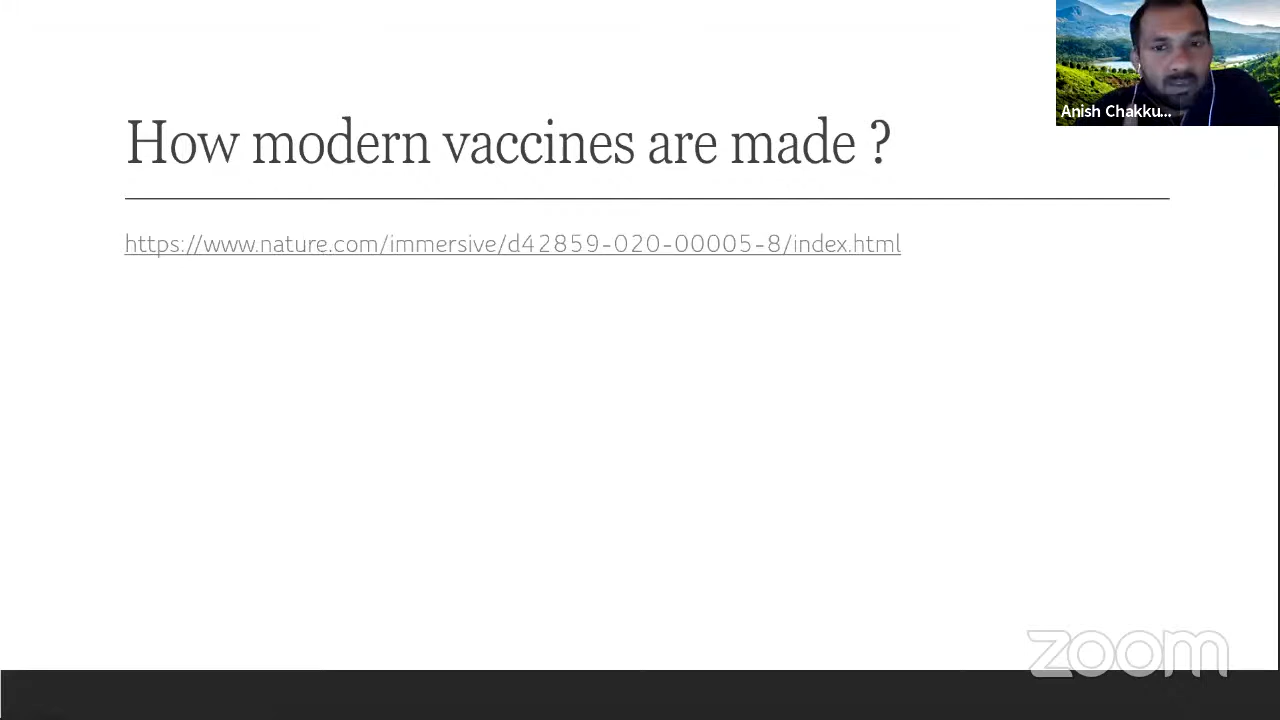 Anish Chakku...
How modern vaccines are made ?
https://www.nature.com/immersive/d42859-020-00005-8/index.html
zoom